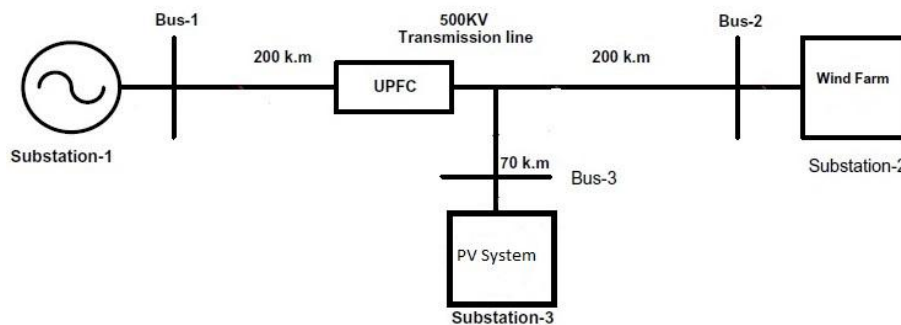 500KV
Transmission line
Bus-1
Bus-2
200 k.m
200 k.m
UPFC
Wind Farm
Substation-1
Substation-2
70 k.m
Bus-3
PV System
Substation-3